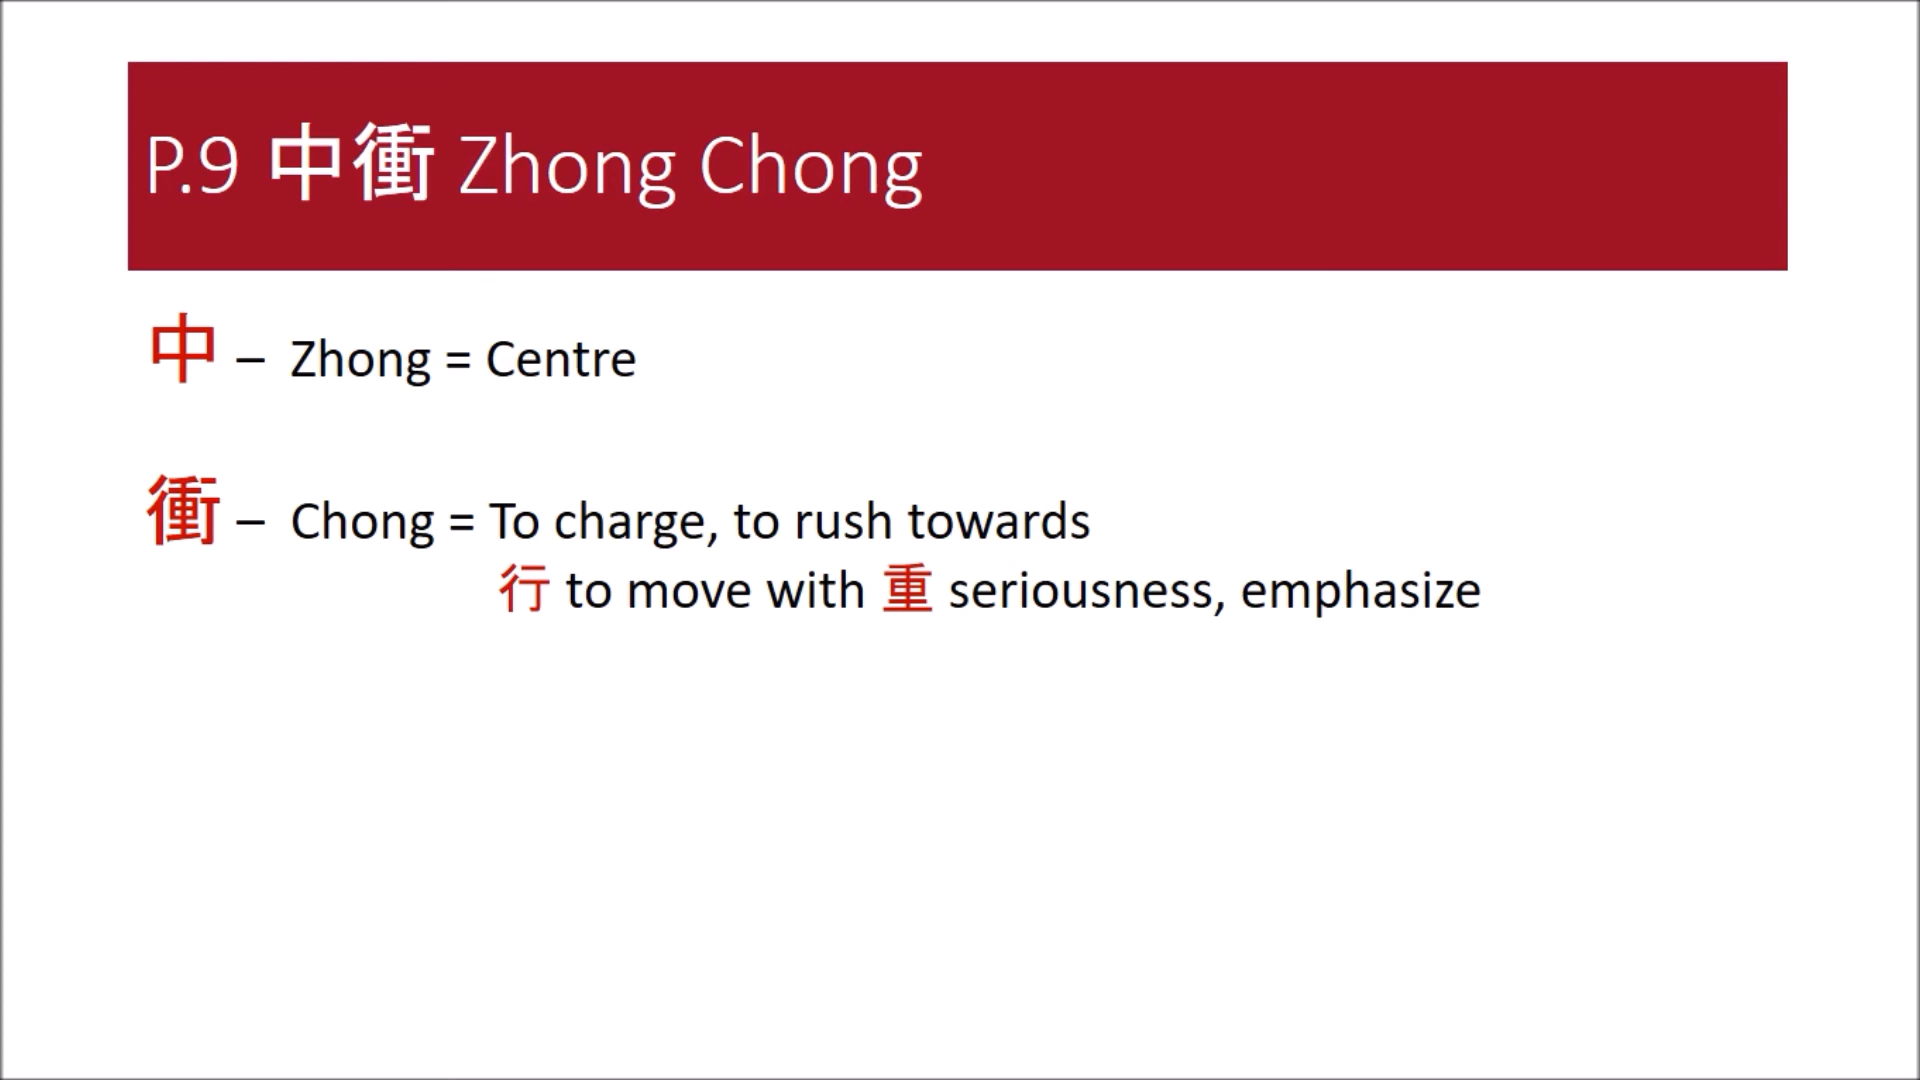 P.9 中衝 Zhong Chong
中 – Zhong = Centre
衝 – Chong = To charge, to rush towards
行 to move with 重 seriousness, emphasize